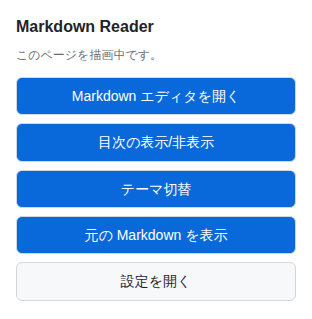 Markdown Reader
このページを描画中です。
Markdown エディタを開く
目次の表示/非表示
テーマ切替
元の Markdown を表示
設定を開く